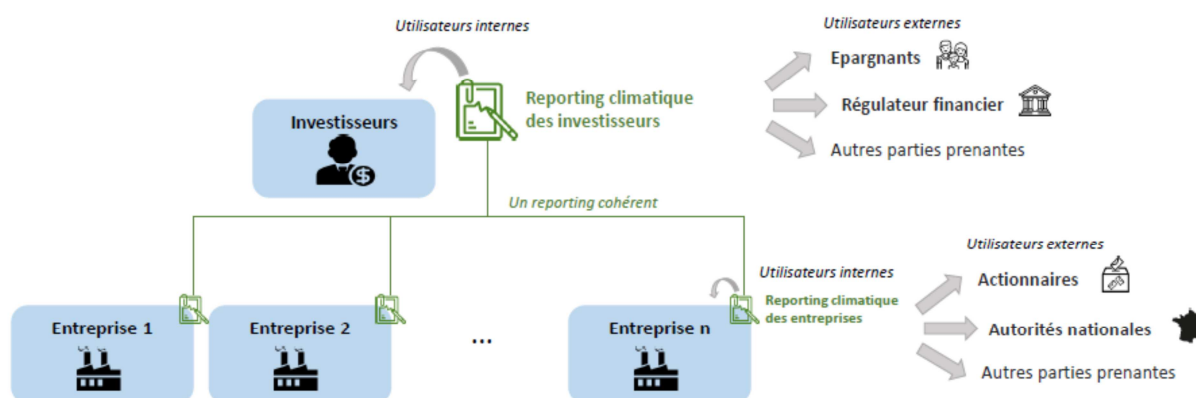 Utilisateurs internes
Utilisateurs externes
Epargnants
Reporting climatique
des investisseurs
Régulateur financier
Investisseurs
Autres parties prenantes
Un reporting cohérent
Utilisateurs externes
Utilisateurs internes
Actionnaires
Reporting climatique
des entreprises
Entreprise 1
Entreprise 2
...
Entreprise n
Autorités nationales
Autres parties prenantes